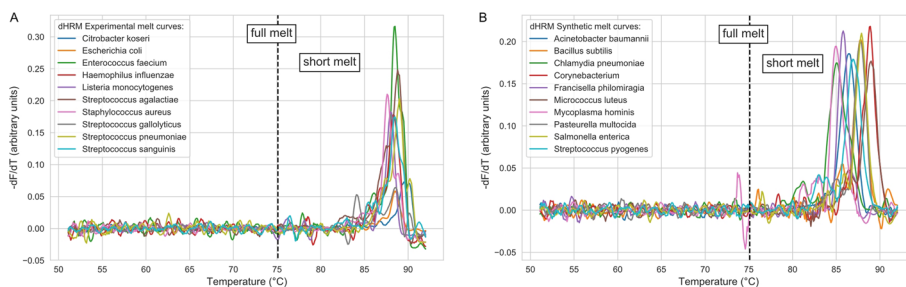 A
dHRM Experimental melt curves:
Citrobacter koseri
Escherichia coli
Enterococcus faecium
Haemophilus influenzae
Listeria monocytogenes
Streptococcus agalactiae
Staphylococcus aureus
Streptococcus gallolyticus
Streptococcus pneumoniae
Streptococcus sanguinis
full melt
short melt
-dF/dT (arbitrary units)
0.30
0.25
0.20
0.15
0.10
0.05
0.00
−0.05
50 55 60 65 70 75 80 85 90
Temperature (°C)
B
dHRM Synthetic melt curves:
Acinetobacter baumannii
Bacillus subtilis
Chlamydia pneumoniae
Corynebacterium
Francisella philomiragia
Micrococcus luteus
Mycoplasma hominis
Pasteurella multocida
Salmonella enterica
Streptococcus pyogenes
full melt
short melt
-dF/dT (arbitrary units)
0.20
0.15
0.10
0.05
0.00
−0.05
50 55 60 65 70 75 80 85 90
Temperature (°C)